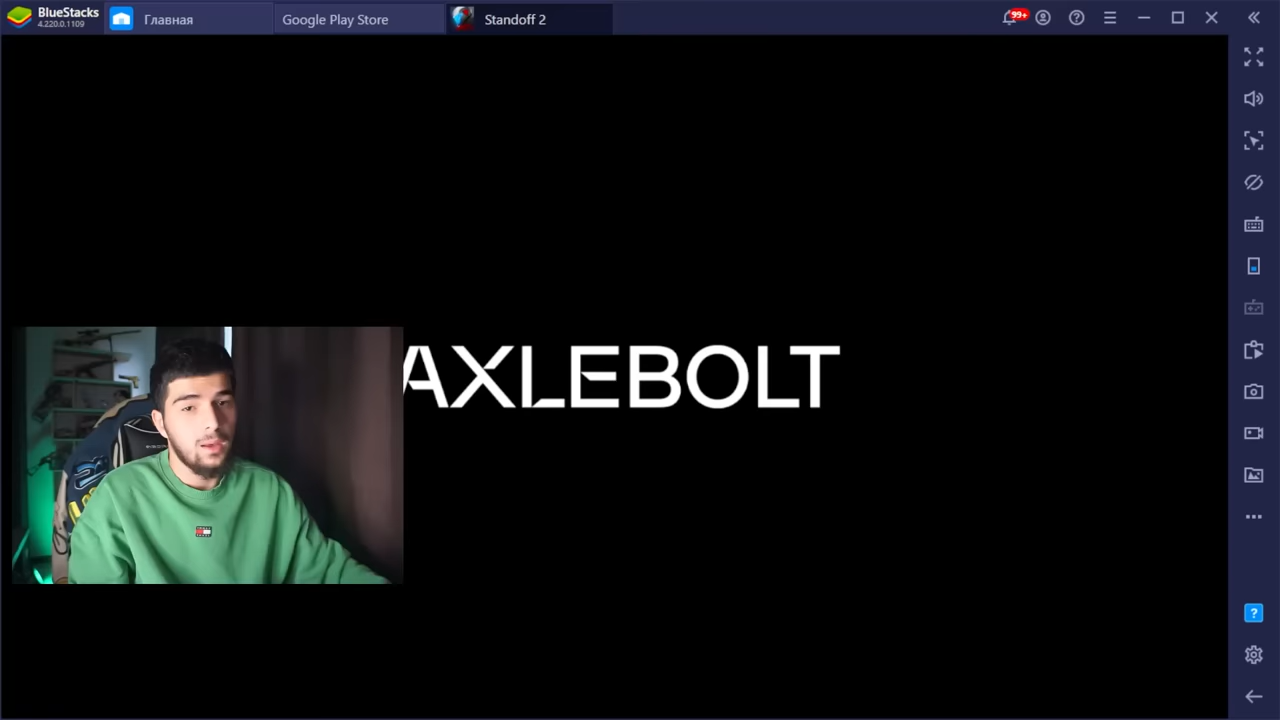 BlueStacks
4.220.0.1109
Главная
Google Play Store
Standoff 2
99+
AXLEBOLT